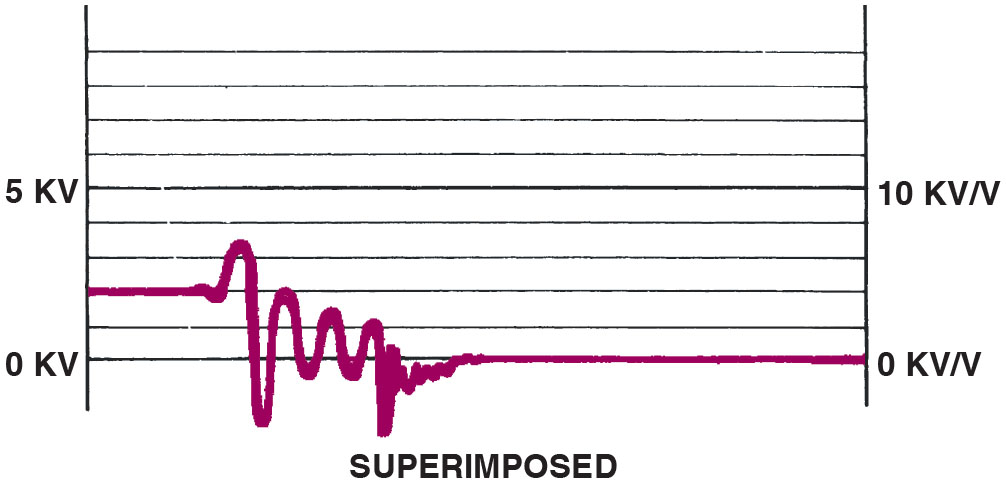 5 KV
10 KV/V
0 KV
0 KV/V
SUPERIMPOSED